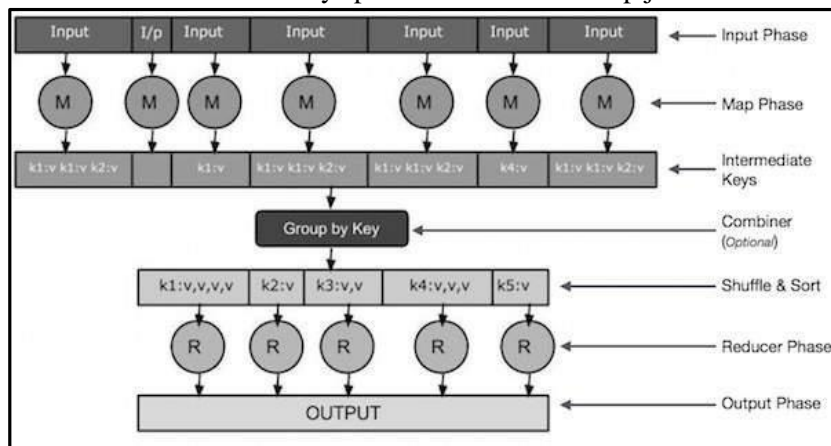 Input I/p Input Input Input Input Input Input Phase
M M M M M M M Map Phase
k1:v k1:v k2:v k1:v k1:v k1:v k2:v k1:v k1:v k2:v k4:v k1:v k1:v k2:v Intermediate
Keys
Group by Key Combiner
(Optional)
k1:v,v,v,v k2:v k3:v,v k4:v,v,v k5:v Shuffle & Sort
R R R R R Reducer Phase
OUTPUT Output Phase